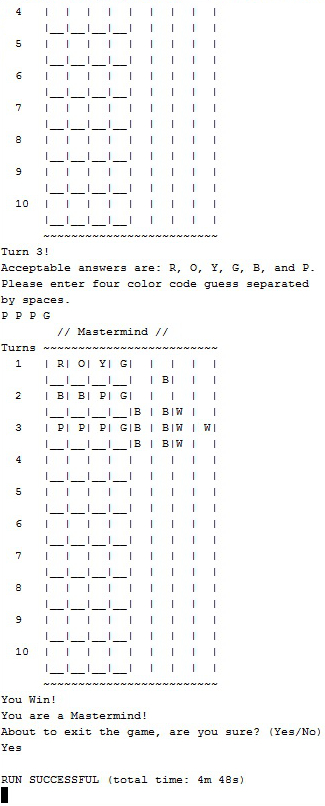 4    |  |  |  |  |  |  |  |  |
     |__|__|__|__|  |  |  |  |
5    |  |  |  |  |  |  |  |  |
     |__|__|__|__|  |  |  |  |
6    |  |  |  |  |  |  |  |  |
     |__|__|__|__|  |  |  |  |
7    |  |  |  |  |  |  |  |  |
     |__|__|__|__|  |  |  |  |
8    |  |  |  |  |  |  |  |  |
     |__|__|__|__|  |  |  |  |
9    |  |  |  |  |  |  |  |  |
     |__|__|__|__|  |  |  |  |
10   |  |  |  |  |  |  |  |  |
     |__|__|__|__|  |  |  |  |
     ~~~~~~~~~~~~~~~~~~~~~~~~~~
Turn 3!
Acceptable answers are: R, O, Y, G, B, and P.
Please enter four color code guess separated
by spaces.
P P P G
       // Mastermind //
Turns ~~~~~~~~~~~~~~~~~~~~~~~~~~
1    | R| O| Y| G|  |  |  |  |
     |__|__|__|__|  | B|  |  |
2    | B| B| P| G|  |  |  |  |
     |__|__|__|__|B | B|W |  |
3    | P| P| P| G|B | B|W | W|
     |__|__|__|__|B | B|W |  |
4    |  |  |  |  |  |  |  |  |
     |__|__|__|__|  |  |  |  |
5    |  |  |  |  |  |  |  |  |
     |__|__|__|__|  |  |  |  |
6    |  |  |  |  |  |  |  |  |
     |__|__|__|__|  |  |  |  |
7    |  |  |  |  |  |  |  |  |
     |__|__|__|__|  |  |  |  |
8    |  |  |  |  |  |  |  |  |
     |__|__|__|__|  |  |  |  |
9    |  |  |  |  |  |  |  |  |
     |__|__|__|__|  |  |  |  |
10   |  |  |  |  |  |  |  |  |
     |__|__|__|__|  |  |  |  |
     ~~~~~~~~~~~~~~~~~~~~~~~~~~
You Win!
You are a Mastermind!
About to exit the game, are you sure? (Yes/No)
Yes
RUN SUCCESSFUL (total time: 4m 48s)